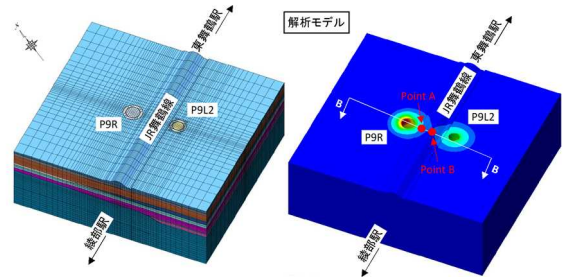 東舞鶴駅
P9R
P9L2
JR舞鶴線
綾部駅
解析モデル
東舞鶴駅
JR舞鶴線
B
Point A
P9R
P9L2
Point B
B
綾部駅